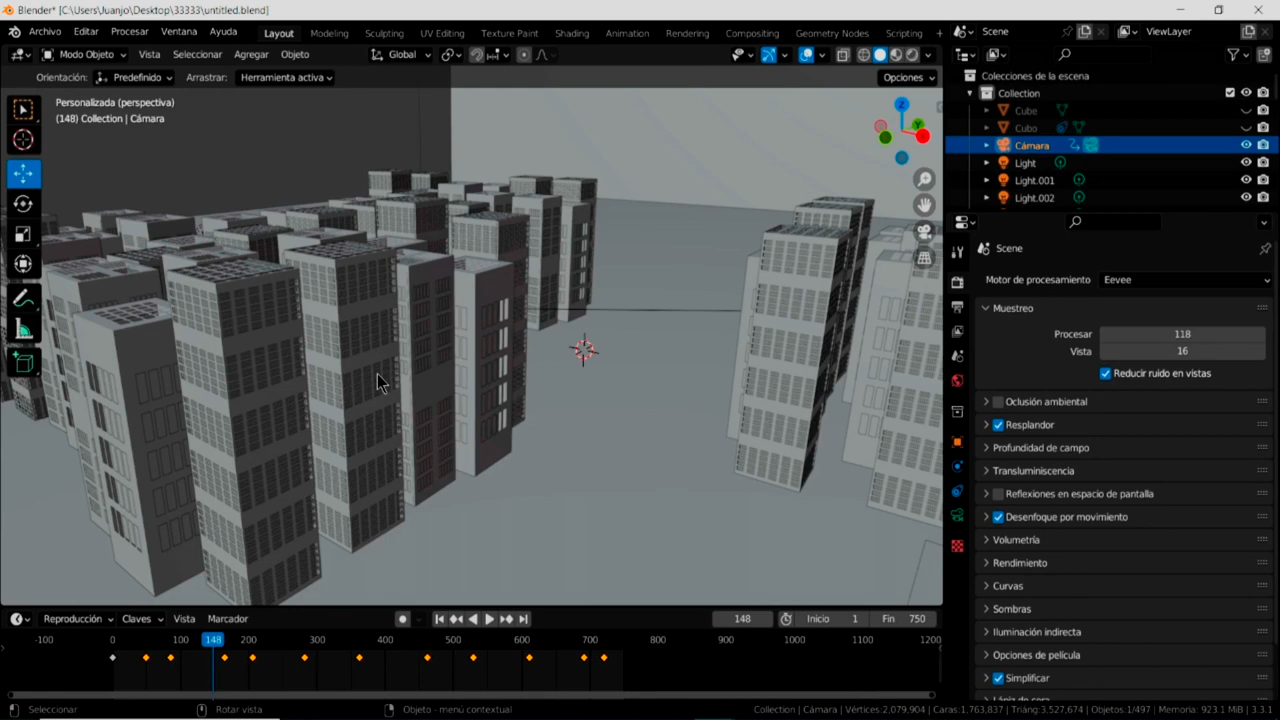 Blender* [C:\Users\Juanjo\Desktop\33333\untitled.blend]
Archivo Editar Procesar Ventana Ayuda Layout Modeling Sculpting UV Editing Texture Paint Shading Animation Rendering Compositing Geometry Nodes Scripting + Scene ViewLayer
Modo Objeto Vista Seleccionar Agregar Objeto Global
Orientación: Predefinido Arrastrar: Herramienta activa Opciones
Personalizada (perspectiva)
(148) Collection | Cámara
Z
Y
Colecciones de la escena
Collection
Cube
Cubo
Cámara
Light
Light.001
Light.002
Scene
Motor de procesamiento Eevee
Muestreo
Procesar 118
Vista 16
Reducir ruido en vistas
Oclusión ambiental
Resplandor
Profundidad de campo
Transluminiscencia
Reflexiones en espacio de pantalla
Desenfoque por movimiento
Volumetría
Rendimiento
Curvas
Sombras
Iluminación indirecta
Opciones de película
Simplificar
Reproducción Claves Vista Marcador 148 Inicio 1 Fin 750
-100 0 100 148 200 300 400 500 600 700 800 900 1000 1100 1200
Seleccionar Rotar vista Objeto - menú contextual Collection | Cámara | Vértices:2,079,904 | Caras:1,763,837 | Triáng:3,527,674 | Objetos:1/497 | Memoria: 923.1 MiB | 3.3.1